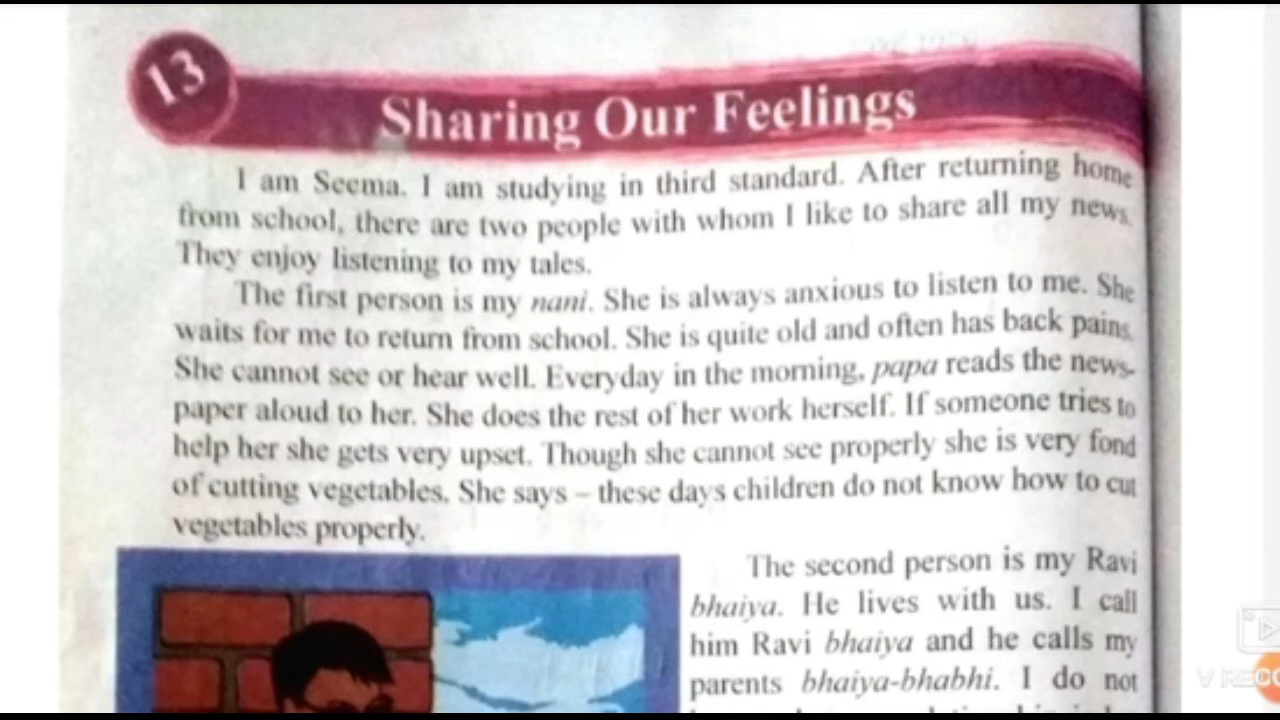 13
Sharing Our Feelings
I am Seema. I am studying in third standard. After returning home
from school, there are two people with whom I like to share all my news.
They enjoy listening to my tales.
The first person is my nani. She is always anxious to listen to me. She
waits for me to return from school. She is quite old and often has back pains.
She cannot see or hear well. Everyday in the morning, papa reads the news-
paper aloud to her. She does the rest of her work herself. If someone tries to
help her she gets very upset. Though she cannot see properly she is very fond
of cutting vegetables. She says – these days children do not know how to cut
vegetables properly.
The second person is my Ravi
bhaiya. He lives with us. I call
him Ravi bhaiya and he calls my
parents bhaiya-bhabhi. I do not